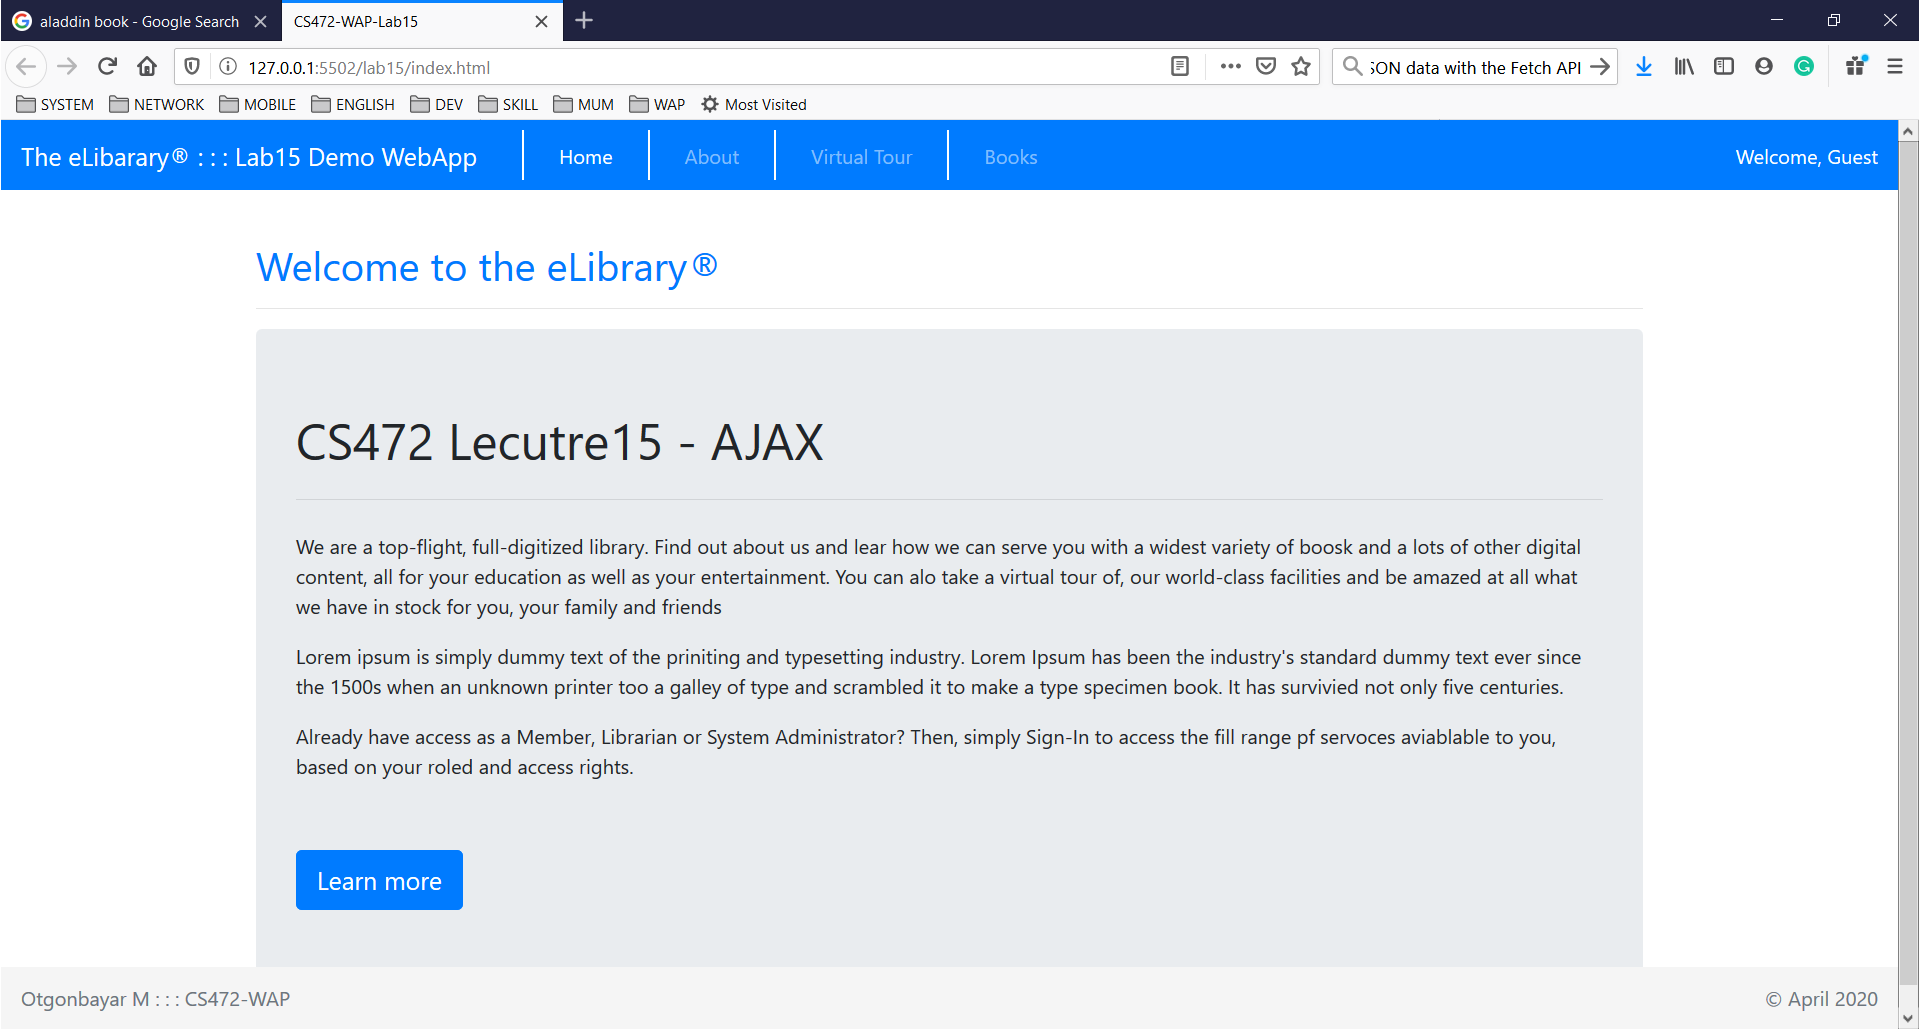 aladdin book - Google Search
CS472-WAP-Lab15
127.0.0.1:5502/lab15/index.html
SON data with the Fetch API
SYSTEM NETWORK MOBILE ENGLISH DEV SKILL MUM WAP Most Visited
The eLibarary® : : : Lab15 Demo WebApp Home About Virtual Tour Books Welcome, Guest
Welcome to the eLibrary®
CS472 Lecutre15 - AJAX
We are a top-flight, full-digitized library. Find out about us and lear how we can serve you with a widest variety of boosk and a lots of other digital
content, all for your education as well as your entertainment. You can alo take a virtual tour of, our world-class facilities and be amazed at all what
we have in stock for you, your family and friends
Lorem ipsum is simply dummy text of the priniting and typesetting industry. Lorem Ipsum has been the industry's standard dummy text ever since
the 1500s when an unknown printer too a galley of type and scrambled it to make a type specimen book. It has survivied not only five centuries.
Already have access as a Member, Librarian or System Administrator? Then, simply Sign-In to access the fill range pf servoces aviablable to you,
based on your roled and access rights.
Learn more
Otgonbayar M : : : CS472-WAP © April 2020